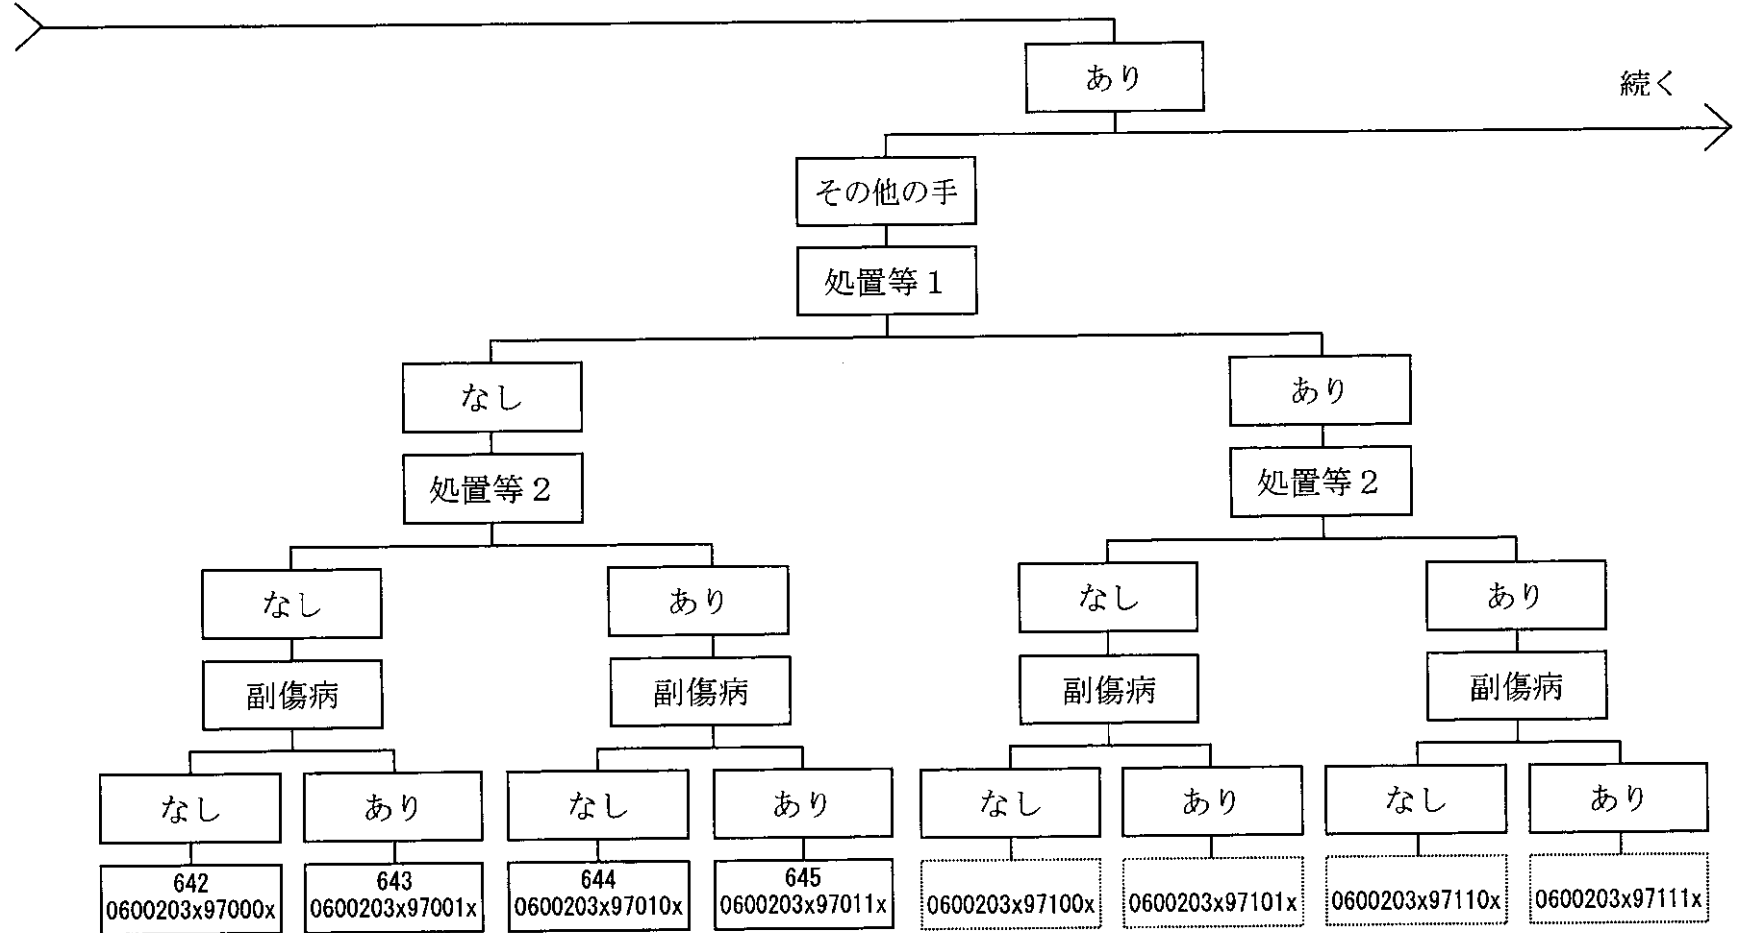 あり
続く
その他の手
処置等１
なし
あり
処置等２
処置等２
なし
あり
なし
あり
副傷病
副傷病
副傷病
副傷病
なし
あり
なし
あり
なし
あり
なし
あり
642
0600203x97000x
643
0600203x97001x
644
0600203x97010x
645
0600203x97011x
0600203x97100x
0600203x97101x
0600203x97110x
0600203x97111x